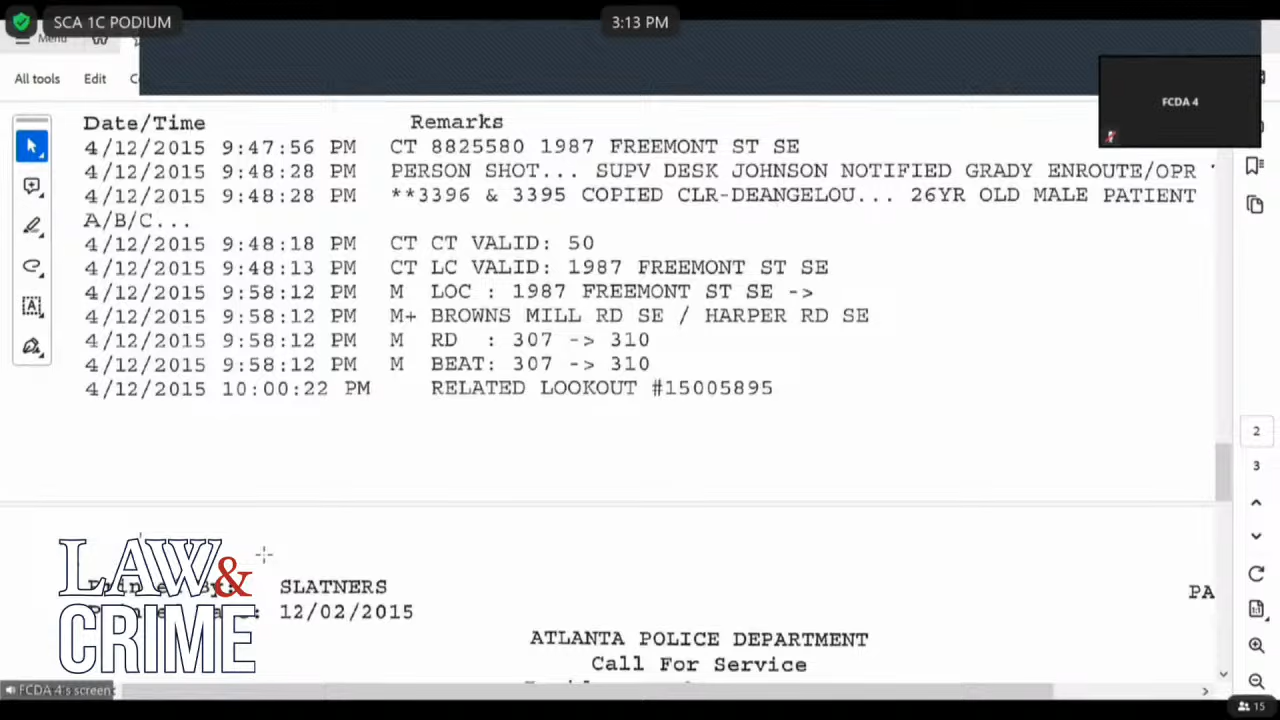 SCA 1C PODIUM
3:13 PM
Menu
All tools Edit
FCDA 4
Date/Time Remarks
4/12/2015 9:47:56 PM CT 8825580 1987 FREEMONT ST SE
4/12/2015 9:48:28 PM PERSON SHOT... SUPV DESK JOHNSON NOTIFIED GRADY ENROUTE/OPR
4/12/2015 9:48:28 PM **3396 & 3395 COPIED CLR-DEANGELOU... 26YR OLD MALE PATIENT
A/B/C...
4/12/2015 9:48:18 PM CT CT VALID: 50
4/12/2015 9:48:13 PM CT LC VALID: 1987 FREEMONT ST SE
4/12/2015 9:58:12 PM M LOC : 1987 FREEMONT ST SE ->
4/12/2015 9:58:12 PM M+ BROWNS MILL RD SE / HARPER RD SE
4/12/2015 9:58:12 PM M RD : 307 -> 310
4/12/2015 9:58:12 PM M BEAT: 307 -> 310
4/12/2015 10:00:22 PM RELATED LOOKOUT #15005895
2
3
LAW&
CRIME
SLATNERS PA
12/02/2015
ATLANTA POLICE DEPARTMENT
Call For Service
FCDA 4's screen
15